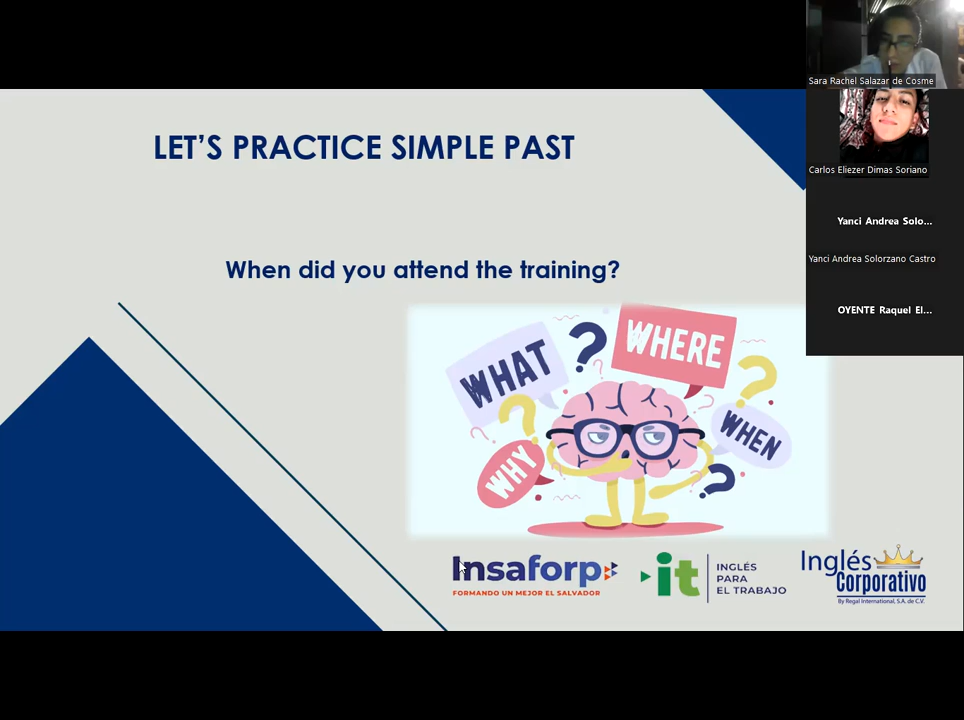 Sara Rachel Salazar de Cosme
LET'S PRACTICE SIMPLE PAST
Carlos Eliezer Dimas Soriano
Yanci Andrea Solo...
Yanci Andrea Solorzano Castro
When did you attend the training?
OYENTE Raquel El...
WHAT
?
WHERE
?
?
WHEN
WHY
?
Insaforp
FORMANDO UN MEJOR EL SALVADOR
it
INGLÉS
PARA
EL TRABAJO
Inglés
Corporativo
By Regal International, S.A. de C.V.